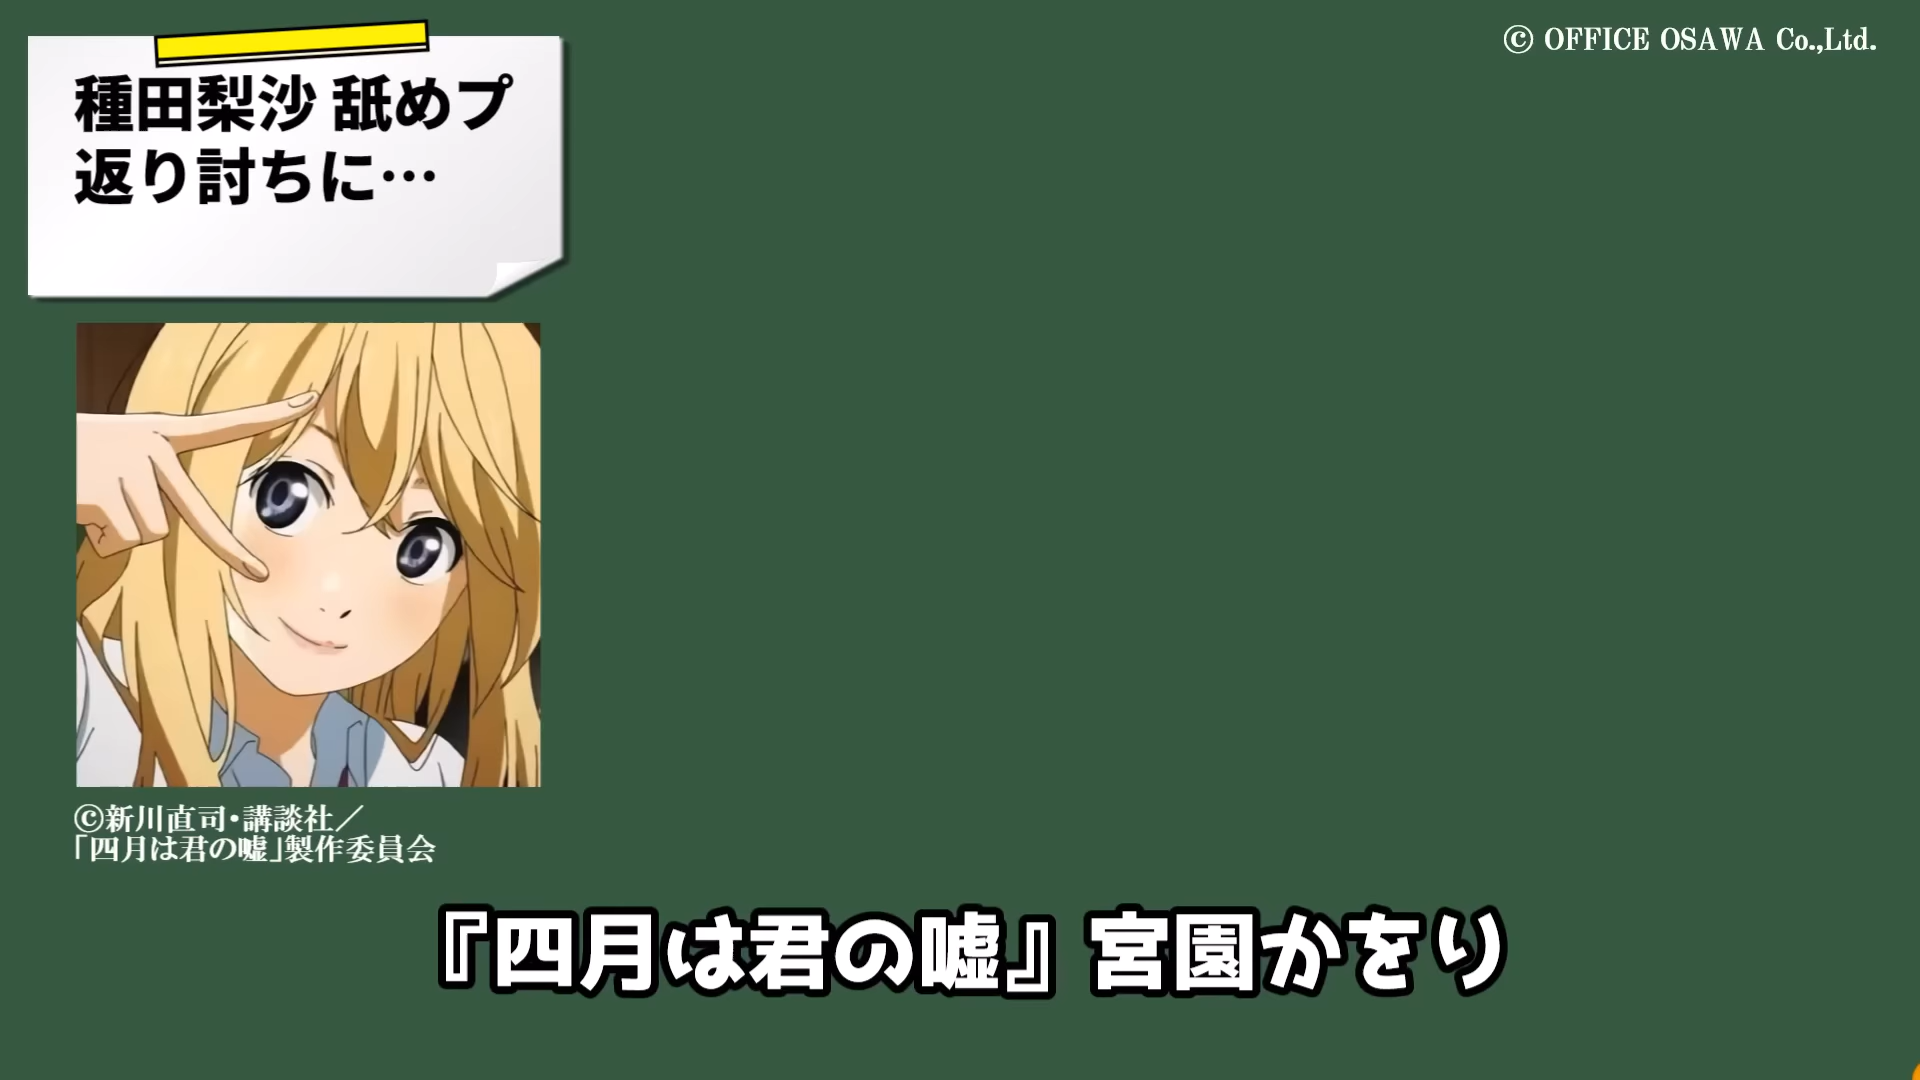 種田梨沙 舐めプ
返り討ちに…
© OFFICE OSAWA Co.,Ltd.
©新川直司・講談社／
「四月は君の嘘」製作委員会
『四月は君の嘘』宮園かをり